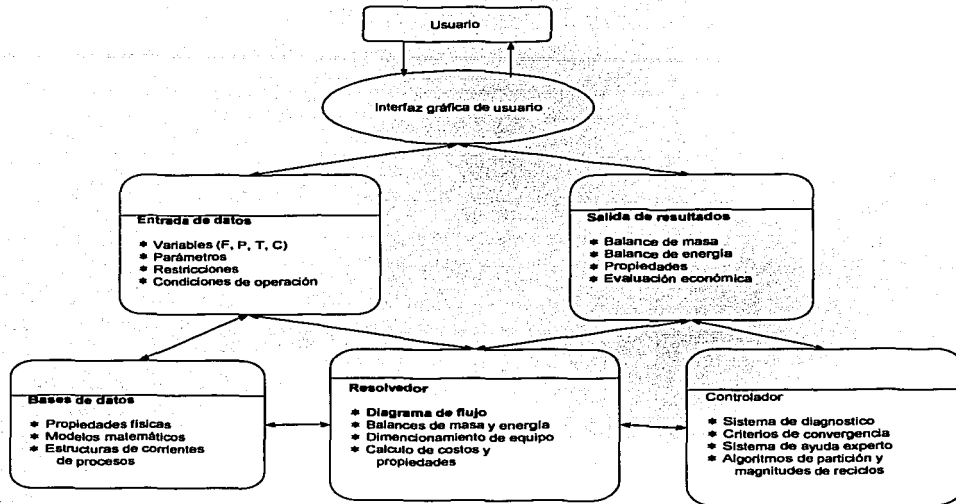 Usuario
Interfaz gráfica de usuario
Entrada de datos
* Variables (F, P, T, C)
* Parámetros
* Restricciones
* Condiciones de operación
Salida de resultados
* Balance de masa
* Balance de energía
* Propiedades
* Evaluación económica
Bases de datos
* Propiedades físicas
* Modelos matemáticos
* Estructuras de corrientes
de procesos
Resolvedor
* Diagrama de flujo
* Balances de masa y energía
* Dimencionamiento de equipo
* Calculo de costos y
propiedades
Controlador
* Sistema de diagnostico
* Criterios de convergencia
* Sistema de ayuda experto
* Algoritmos de partición y
magnitudes de reciclos